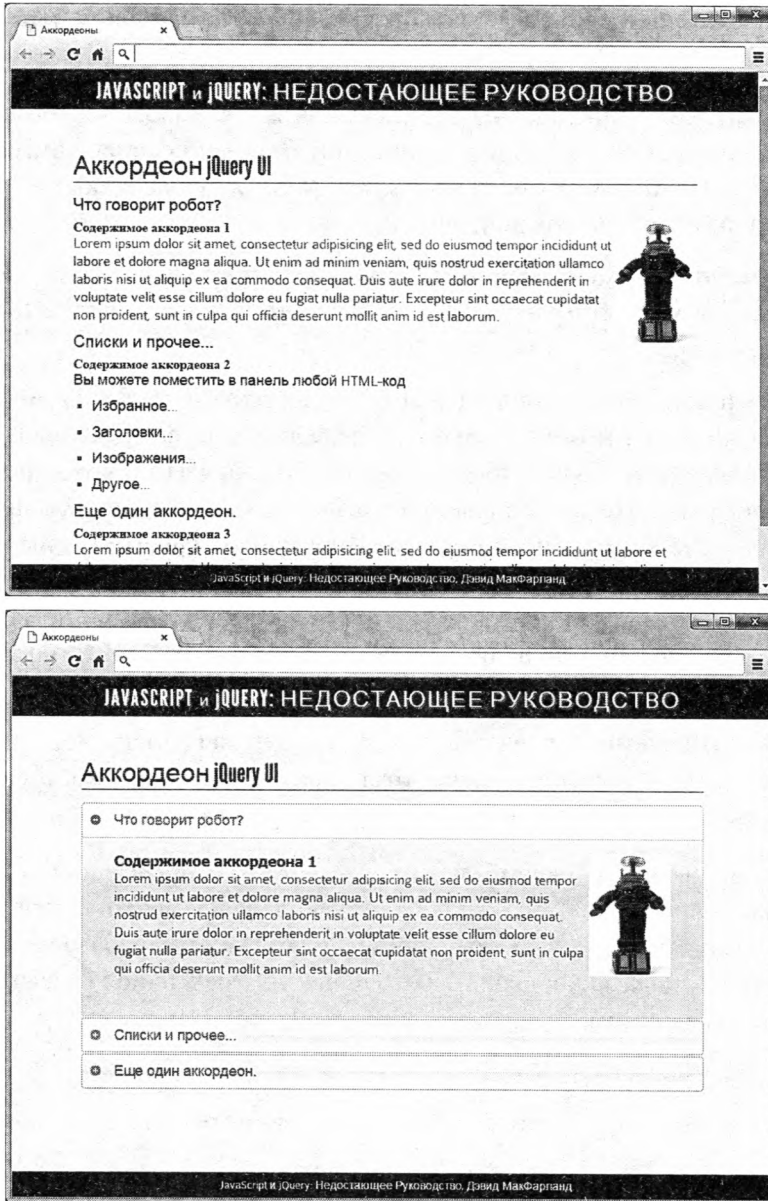 Аккордеоны
JAVASCRIPT и jQUERY: НЕДОСТАЮЩЕЕ РУКОВОДСТВО
Аккордеон jQuery UI
Что говорит робот?
Содержимое аккордеона 1
Lorem ipsum dolor sit amet, consectetur adipisicing elit, sed do eiusmod tempor incididunt ut
labore et dolore magna aliqua. Ut enim ad minim veniam, quis nostrud exercitation ullamco
laboris nisi ut aliquip ex ea commodo consequat. Duis aute irure dolor in reprehenderit in
voluptate velit esse cillum dolore eu fugiat nulla pariatur. Excepteur sint occaecat cupidatat
non proident, sunt in culpa qui officia deserunt mollit anim id est laborum.
Списки и прочее...
Содержимое аккордеона 2
Вы можете поместить в панель любой HTML-код
Избранное...
Заголовки...
Изображения...
Другое...
Еще один аккордеон.
Содержимое аккордеона 3
Lorem ipsum dolor sit amet, consectetur adipisicing elit, sed do eiusmod tempor incididunt ut labore et
JavaScript и jQuery: Недостающее Руководство, Дэвид МакФарланд
Аккордеоны
JAVASCRIPT и jQUERY: НЕДОСТАЮЩЕЕ РУКОВОДСТВО
Аккордеон jQuery UI
Что говорит робот?
Содержимое аккордеона 1
Lorem ipsum dolor sit amet, consectetur adipisicing elit, sed do eiusmod tempor
incididunt ut labore et dolore magna aliqua. Ut enim ad minim veniam, quis
nostrud exercitation ullamco laboris nisi ut aliquip ex ea commodo consequat.
Duis aute irure dolor in reprehenderit in voluptate velit esse cillum dolore eu
fugiat nulla pariatur. Excepteur sint occaecat cupidatat non proident, sunt in culpa
qui officia deserunt mollit anim id est laborum.
Списки и прочее...
Еще один аккордеон.
JavaScript и jQuery: Недостающее Руководство, Дэвид МакФарланд